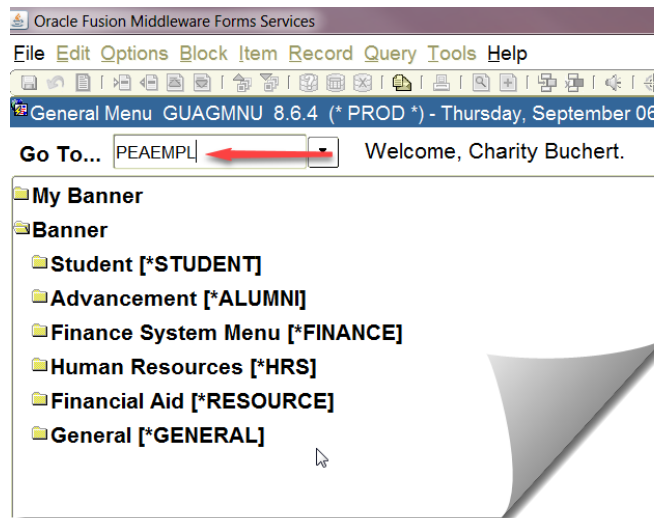 Oracle Fusion Middleware Forms Services
File Edit Options Block Item Record Query Tools Help
General Menu GUAGMNU 8.6.4 (* PROD *) - Thursday, September 06
Go To... PEAEMPL Welcome, Charity Buchert.
My Banner
Banner
Student [*STUDENT]
Advancement [*ALUMNI]
Finance System Menu [*FINANCE]
Human Resources [*HRS]
Financial Aid [*RESOURCE]
General [*GENERAL]